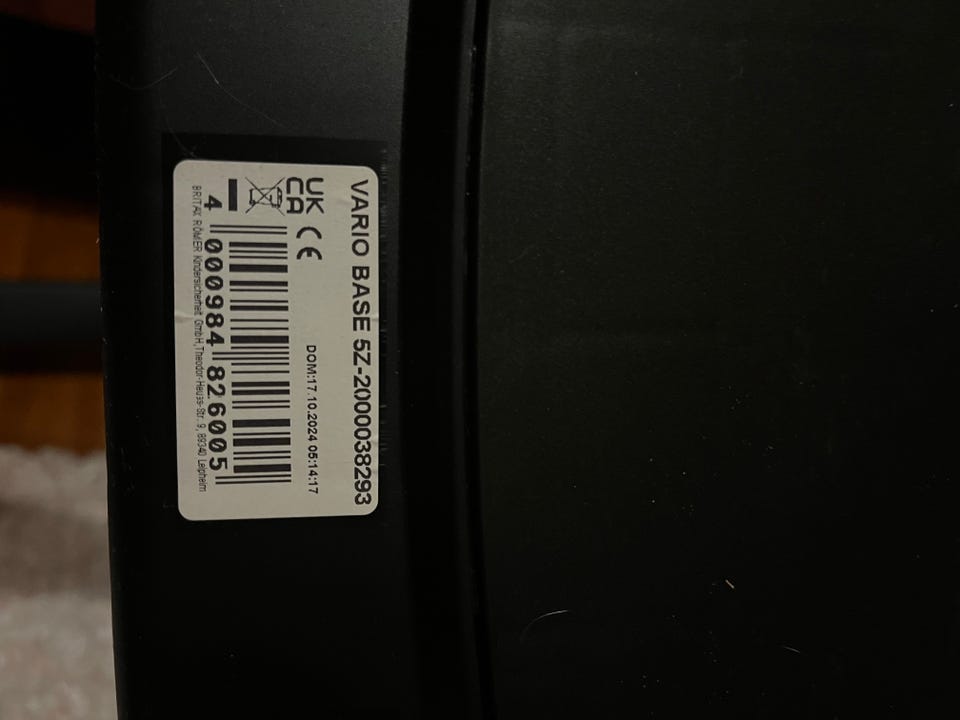 VARIO BASE 5Z-2000038293
UK
CA
CE
DOM:17.10.2024 05:14:17
4 000984 826005
BRITAX RÖMER Kindersicherheit GmbH, Theodor-Heuss-Str. 9, 89340 Leipheim